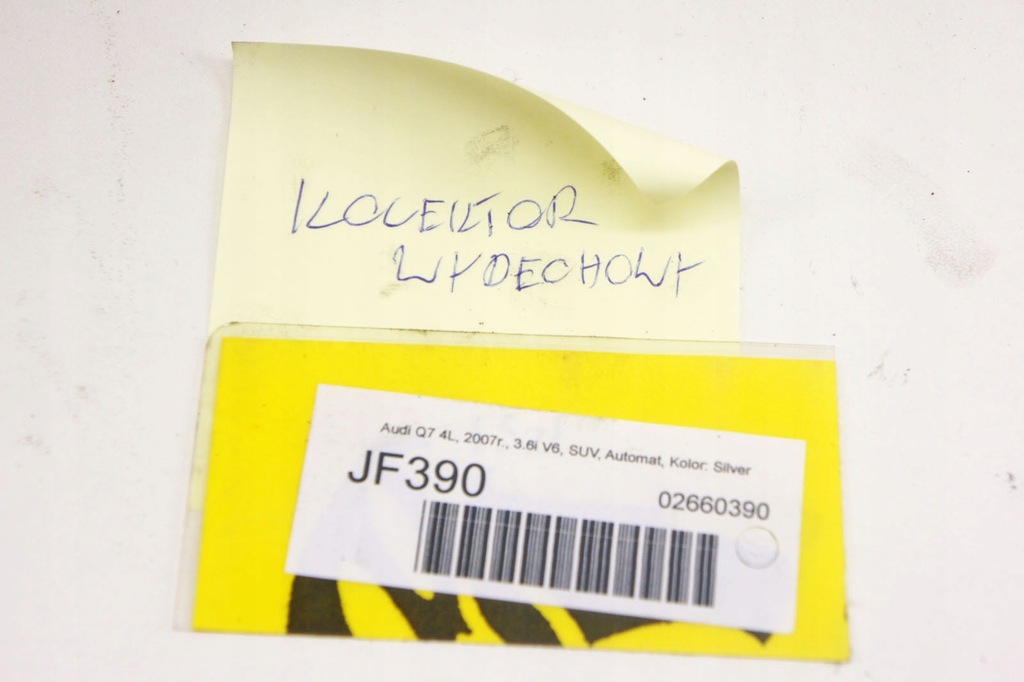 KOLEKTOR
WYDECHOWY
Audi Q7 4L, 2007r., 3.6i V6, SUV, Automat, Kolor: Silver
JF390
02660390